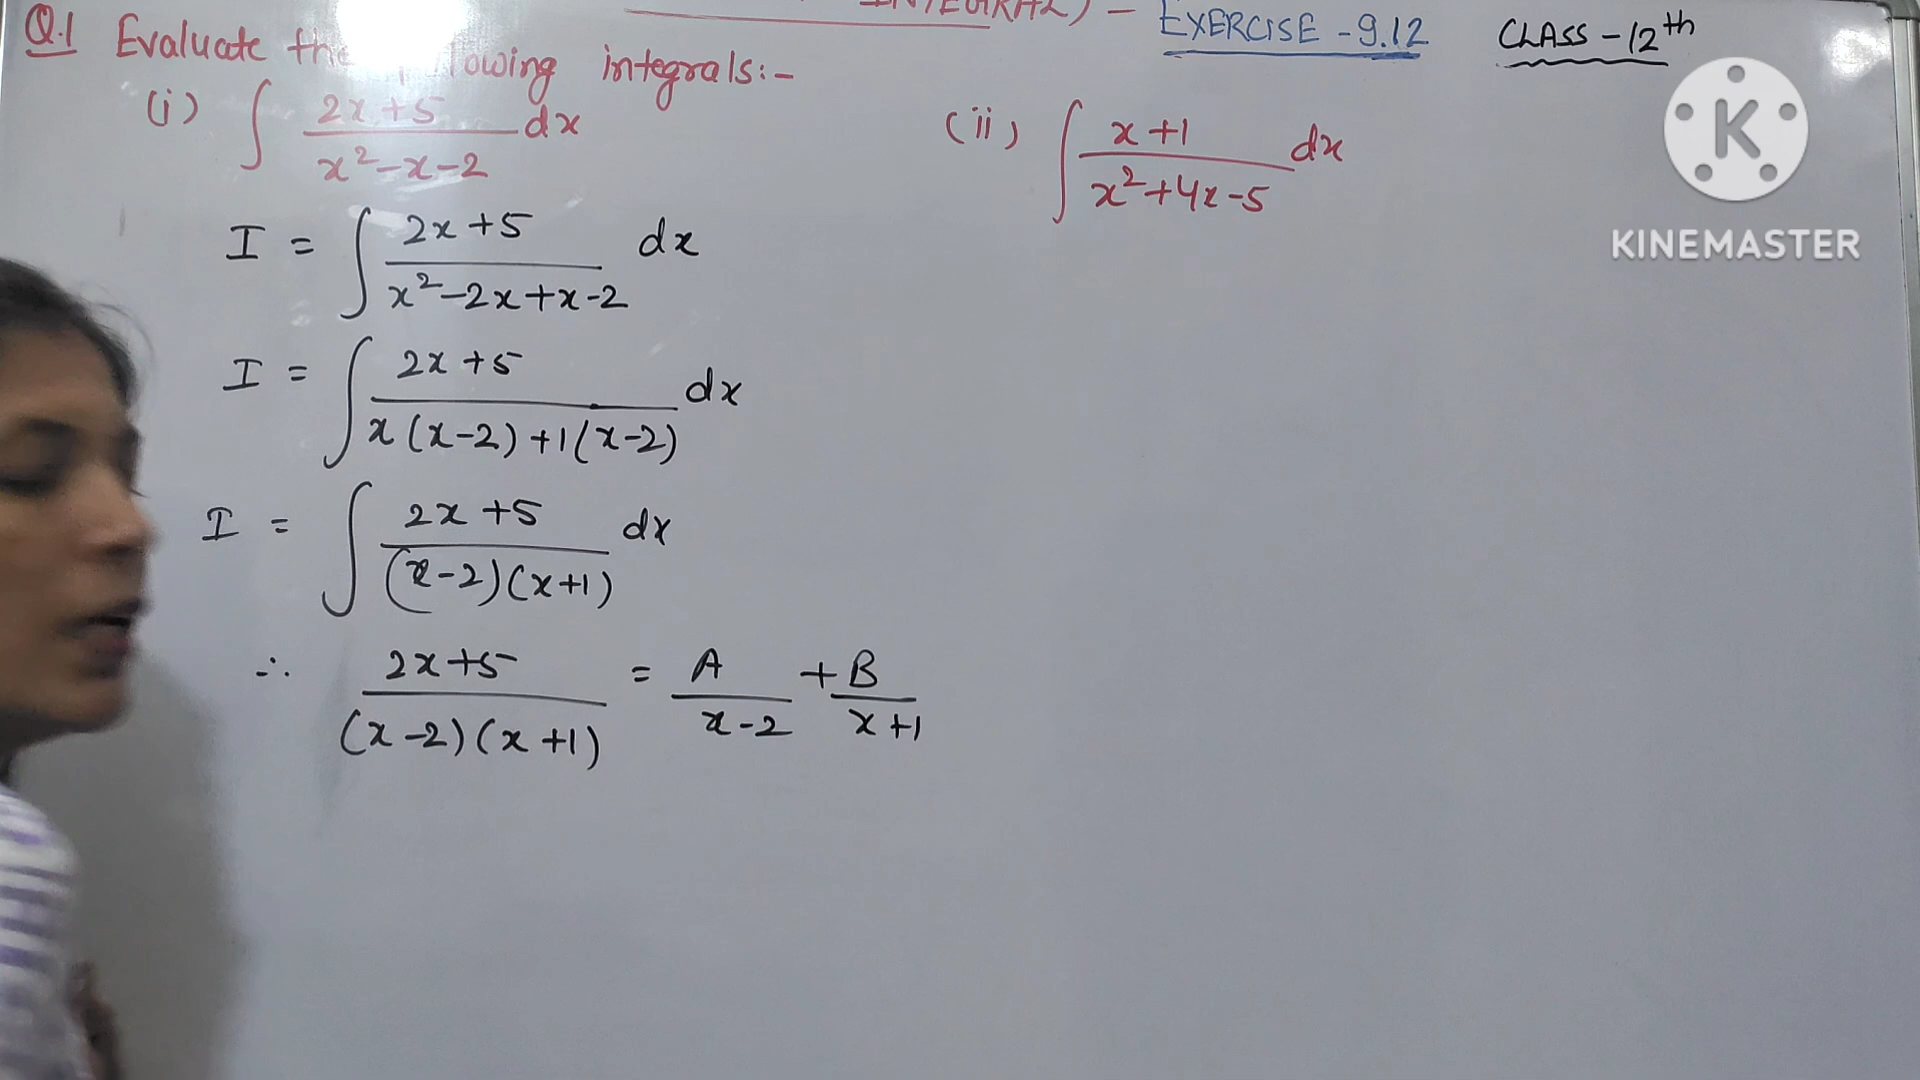 INTEGRAL) - EXERCISE - 9.12 CLASS - 12th
Q.1 Evaluate the lowing integrals:-
(i) ∫ (2x+5)/(x²-x-2) dx
(ii) ∫ (x+1)/(x²+4x-5) dx
I = ∫ (2x+5)/(x²-2x+x-2) dx
I = ∫ (2x+5)/(x(x-2)+1(x-2)) dx
I = ∫ (2x+5)/((x-2)(x+1)) dx
∴ (2x+5)/((x-2)(x+1)) = A/(x-2) + B/(x+1)
K
KINEMASTER